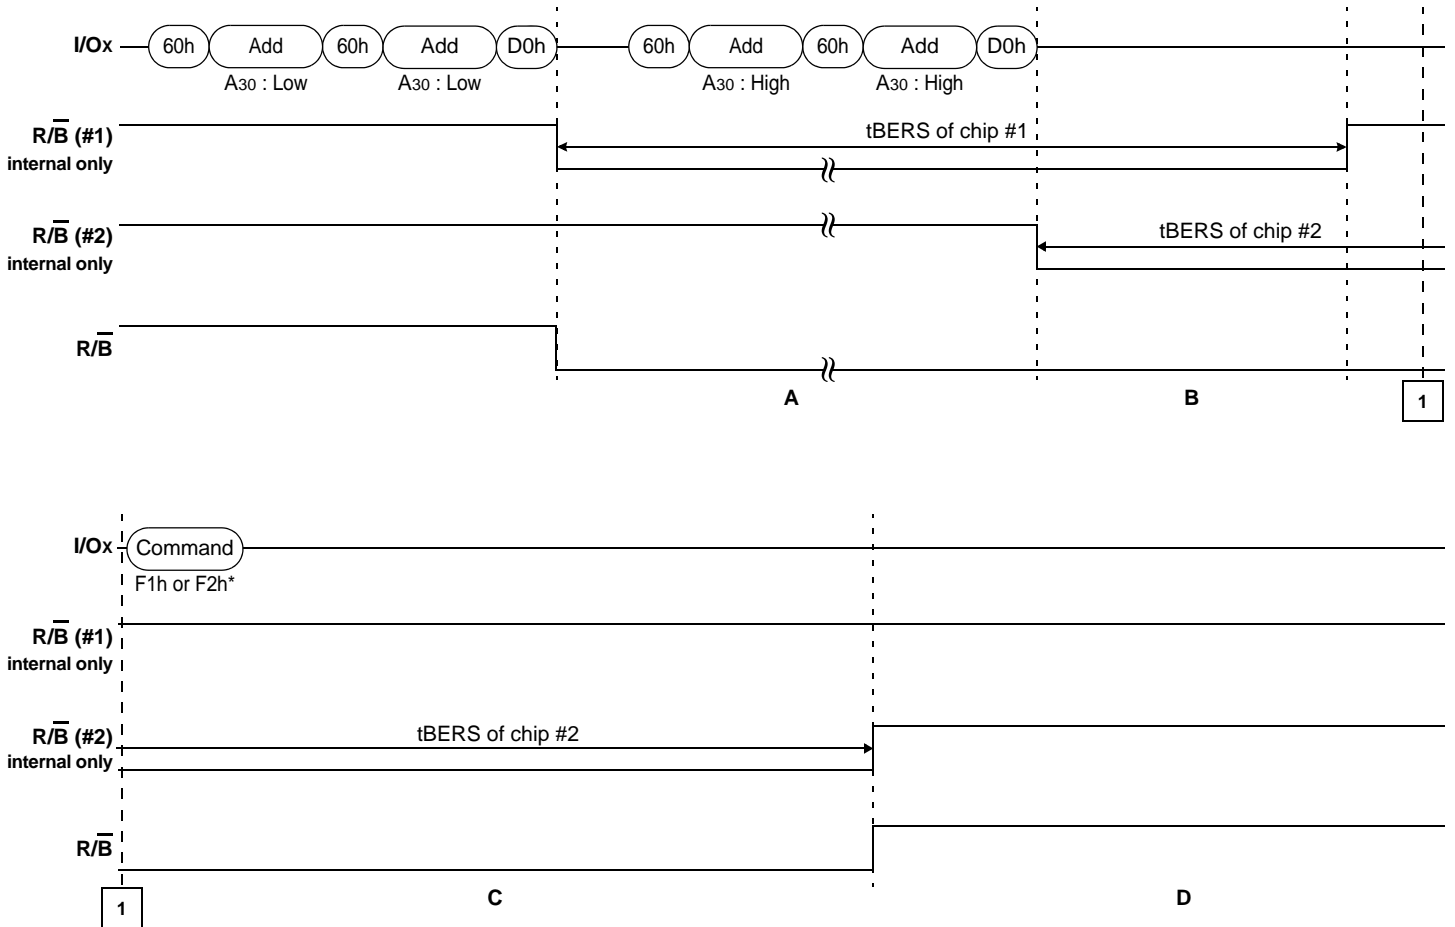 I/Ox 60h Add 60h Add D0h 60h Add 60h Add D0h
A30 : Low A30 : Low A30 : High A30 : High
R/B̅ (#1) tBERS of chip #1
internal only
R/B̅ (#2) tBERS of chip #2
internal only
R/B̅
A B 1
I/Ox Command
F1h or F2h*
R/B̅ (#1)
internal only
R/B̅ (#2) tBERS of chip #2
internal only
R/B̅
1 C D